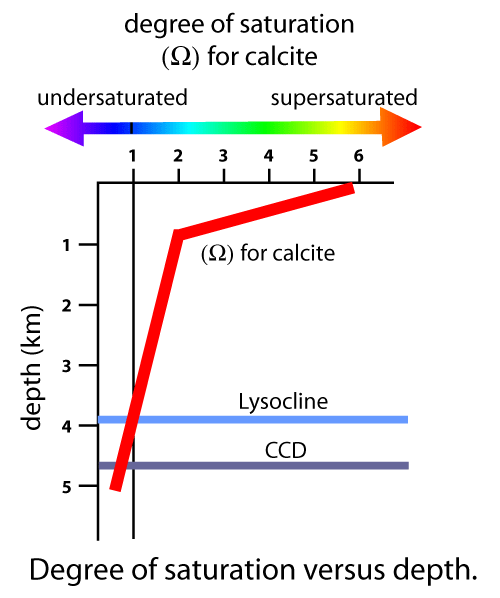 degree of saturation
(Ω) for calcite
undersaturated supersaturated
1 2 3 4 5 6
(Ω) for calcite
depth (km)
1
2
3
Lysocline
4
CCD
5
Degree of saturation versus depth.